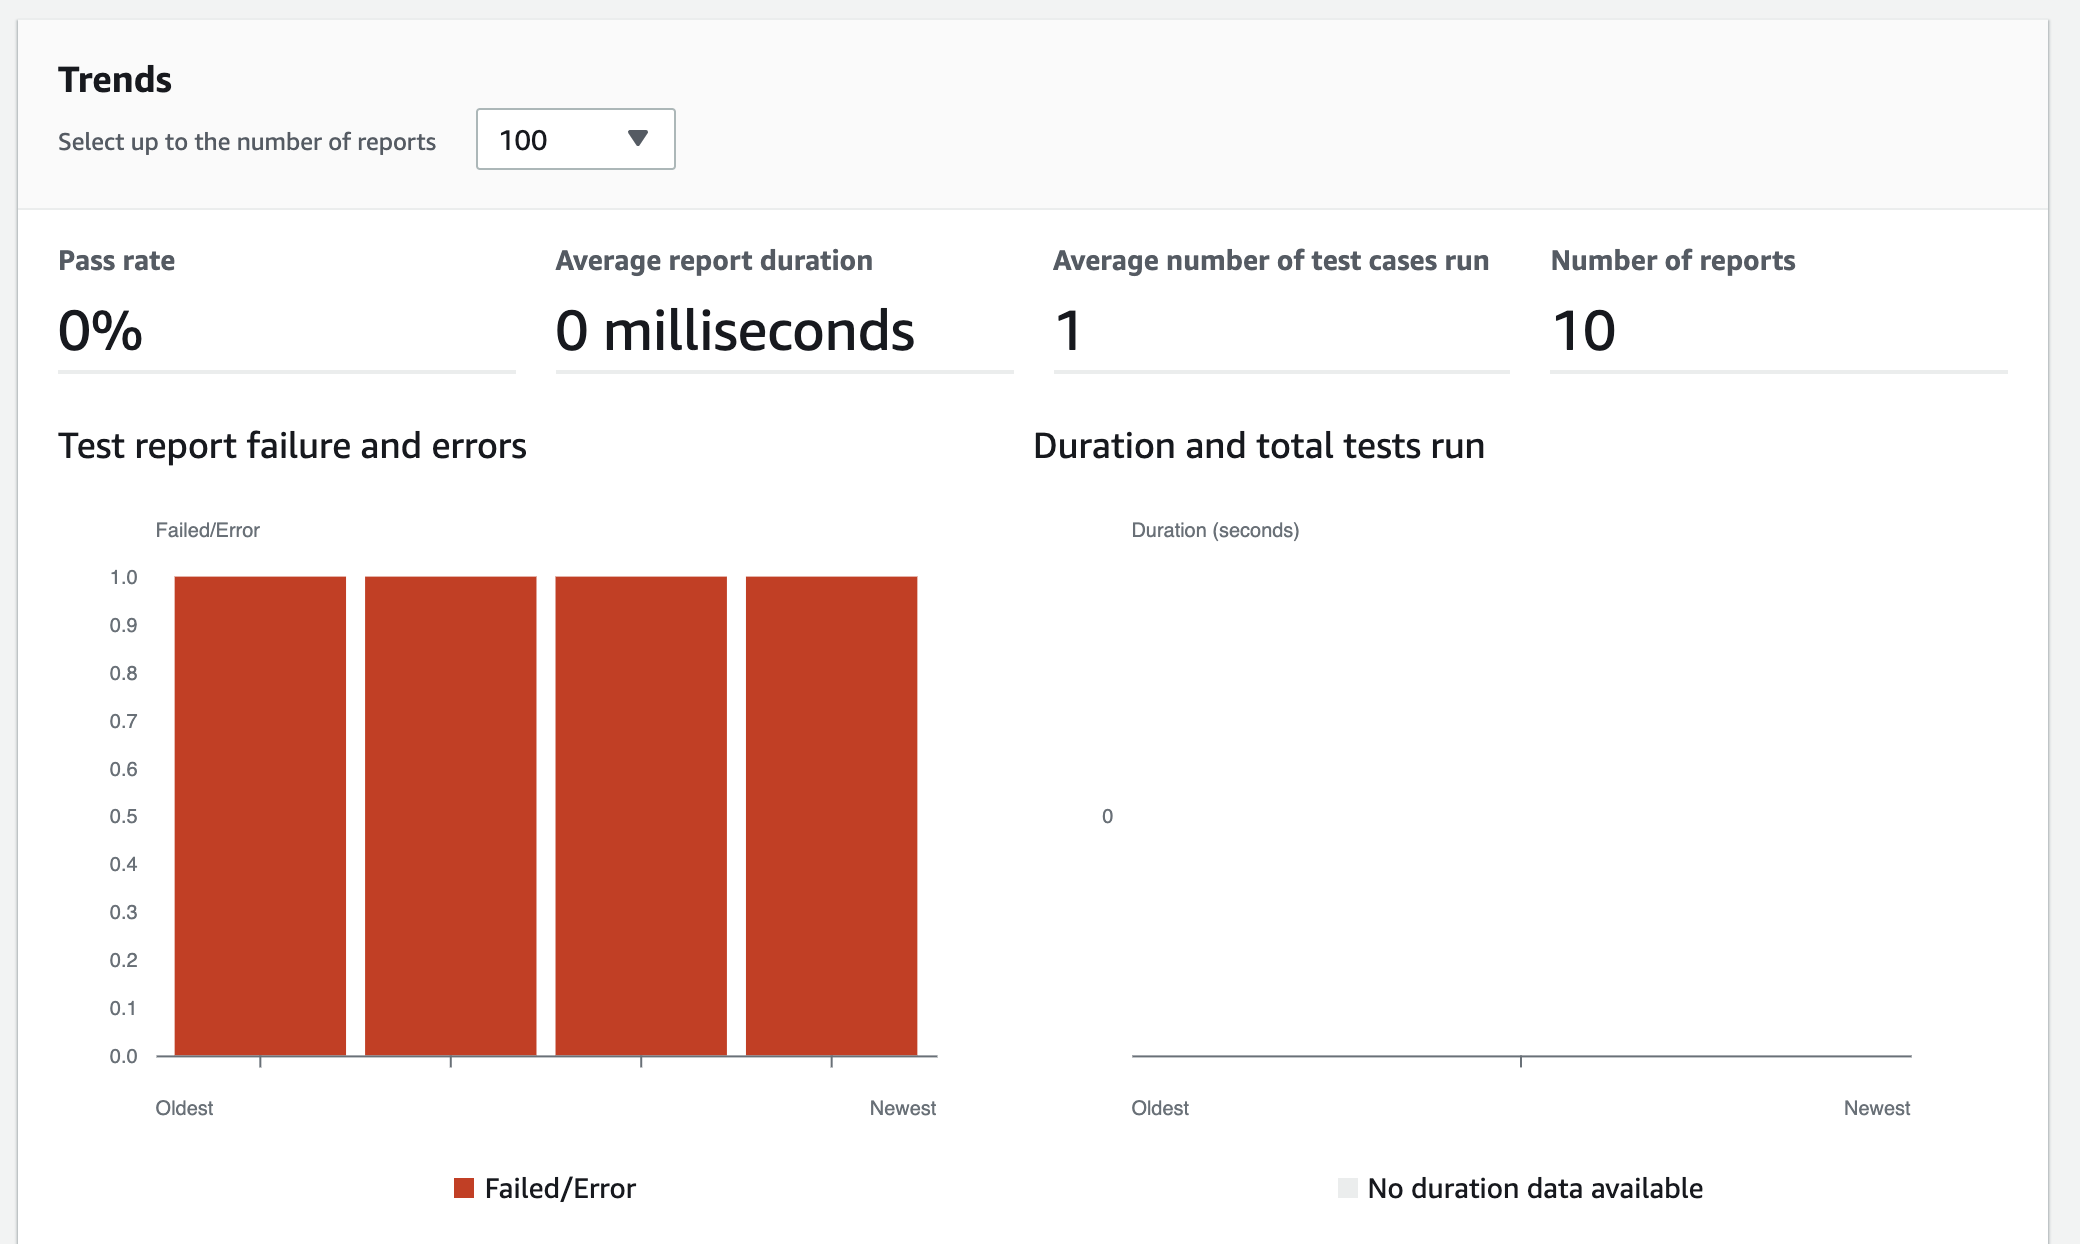 Trends
Select up to the number of reports 100
Pass rate
0%
Average report duration
0 milliseconds
Average number of test cases run
1
Number of reports
10
Test report failure and errors
Failed/Error
1.0
0.9
0.8
0.7
0.6
0.5
0.4
0.3
0.2
0.1
0.0
Oldest Newest
Failed/Error
Duration and total tests run
Duration (seconds)
0
Oldest Newest
No duration data available